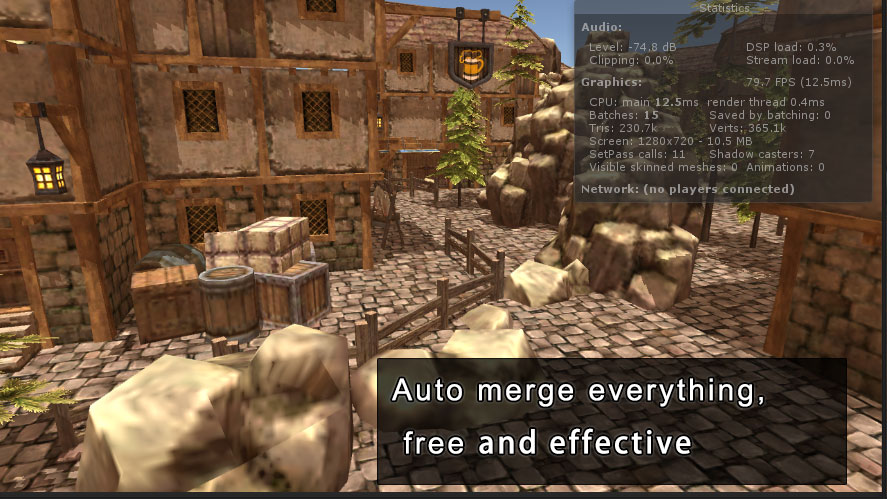 Statistics
Audio:
Level: -74.8 dB DSP load: 0.3%
Clipping: 0.0% Stream load: 0.0%
Graphics: 79.7 FPS (12.5ms)
CPU: main 12.5ms render thread 0.4ms
Batches: 15 Saved by batching: 0
Tris: 230.7k Verts: 365.1k
Screen: 1280x720 - 10.5 MB
SetPass calls: 11 Shadow casters: 7
Visible skinned meshes: 0 Animations: 0
Network: (no players connected)
Auto merge everything,
free and effective